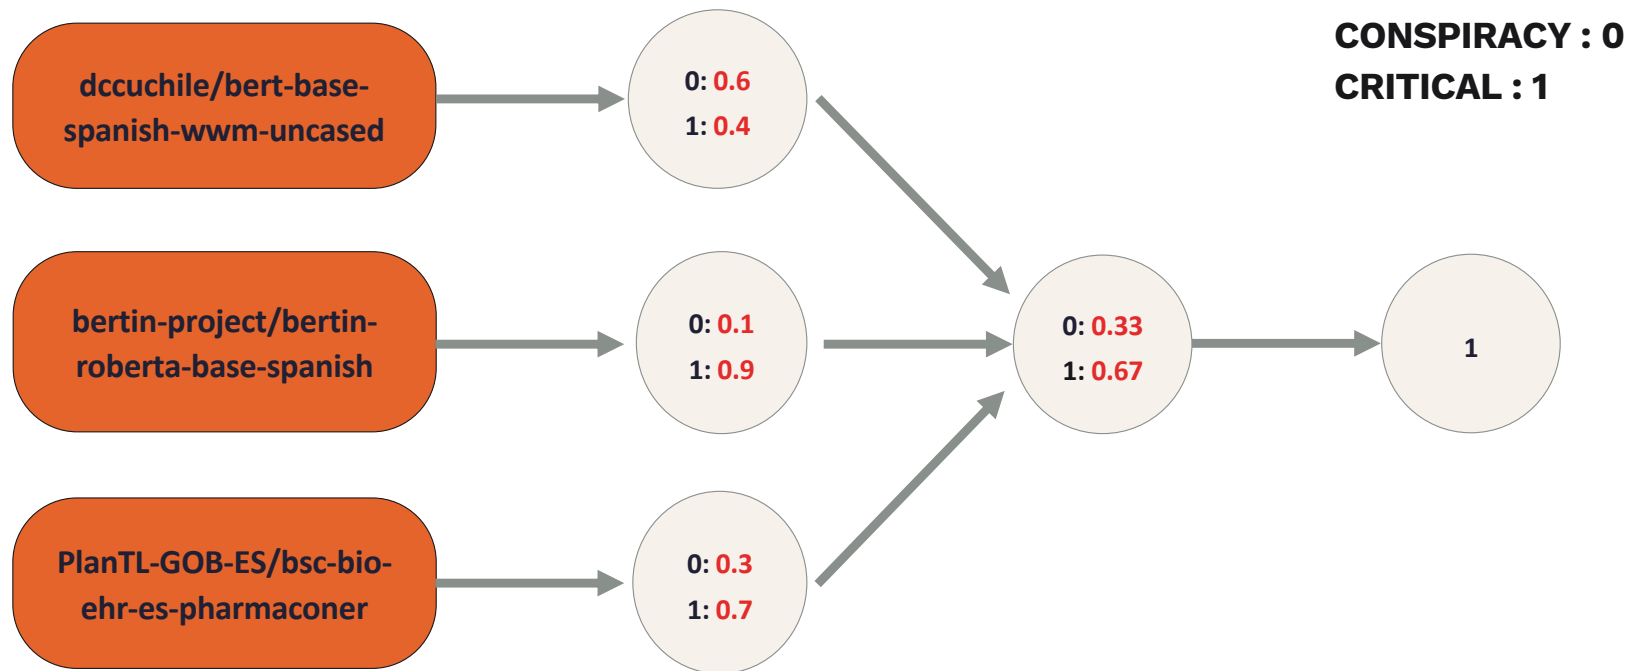 CONSPIRACY : 0
CRITICAL : 1
dccuchile/bert-base-
spanish-wwm-uncased
0: 0.6
1: 0.4
bertin-project/bertin-
roberta-base-spanish
0: 0.1
1: 0.9
0: 0.33
1: 0.67
1
PlanTL-GOB-ES/bsc-bio-
ehr-es-pharmaconer
0: 0.3
1: 0.7